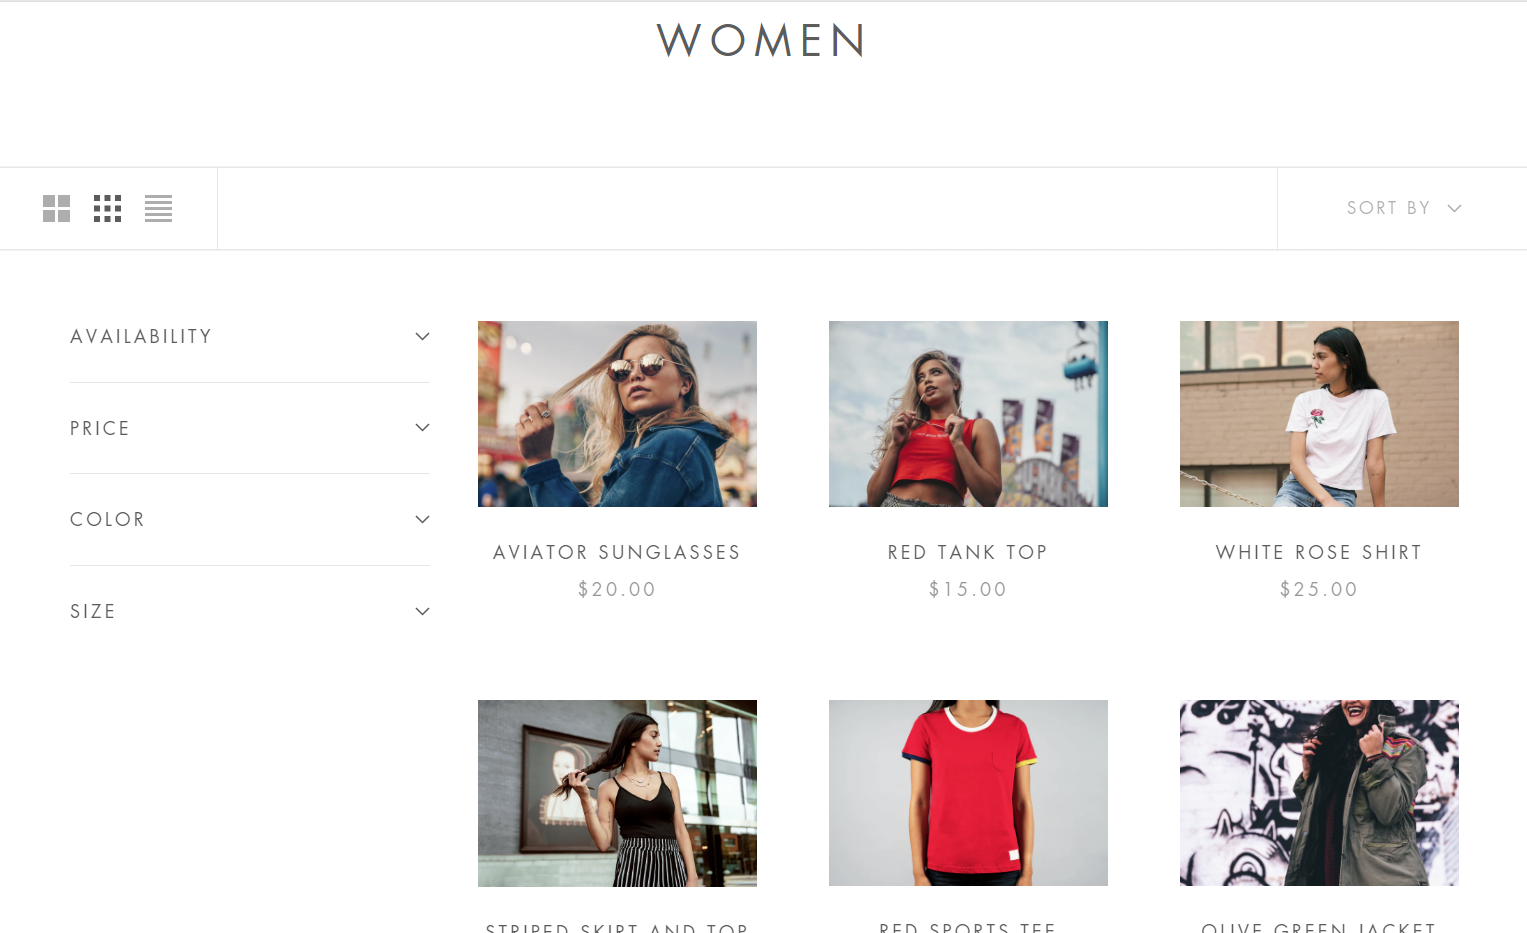 WOMEN
SORT BY
AVAILABILITY
PRICE
COLOR
SIZE
AVIATOR SUNGLASSES
$20.00
RED TANK TOP
$15.00
WHITE ROSE SHIRT
$25.00
STRIPED SKIRT AND TOP
RED SPORTS TEE
OLIVE GREEN JACKET